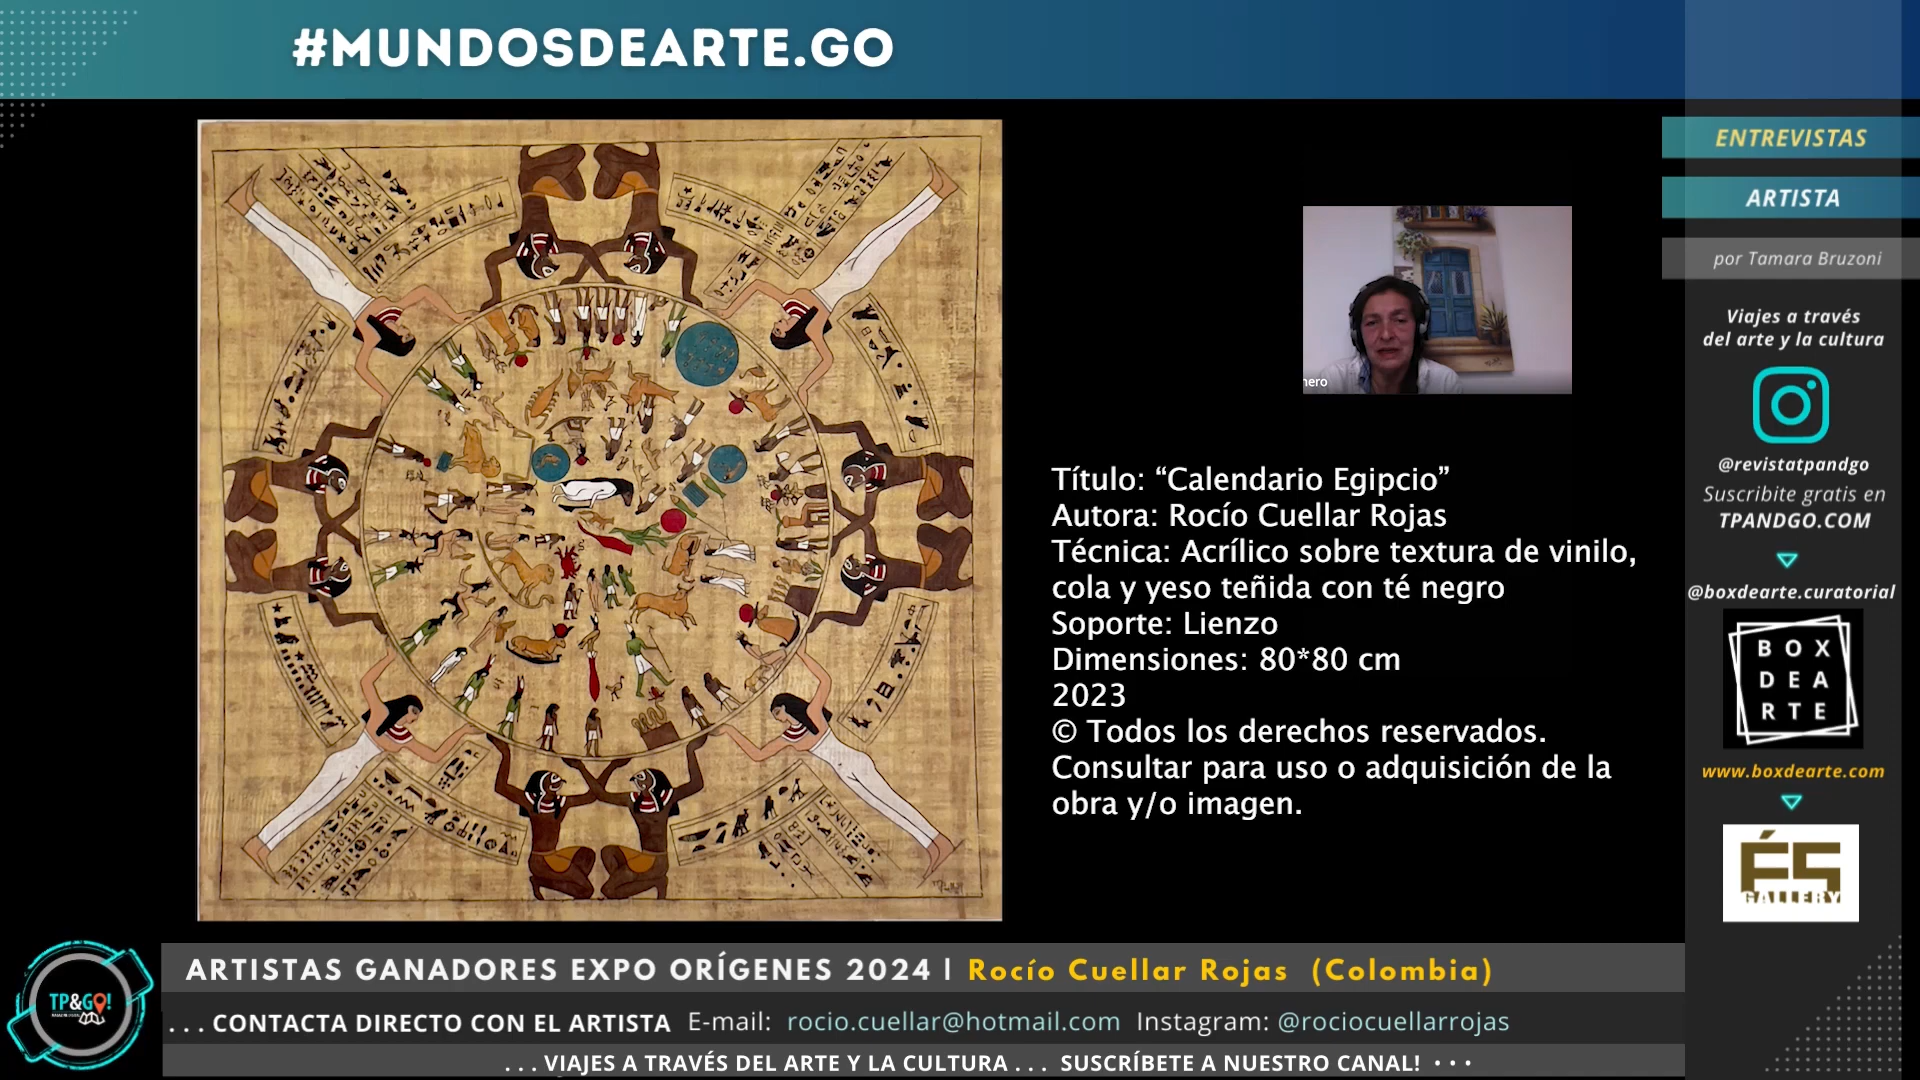 #MUNDOSDEARTE.GO
ENTREVISTAS
ARTISTA
por Tamara Bruzoni
Viajes a través
del arte y la cultura
@revistatpandgo
Suscribite gratis en
TPANDGO.COM
@boxdearte.curatorial
BOX
DEA
RTE
www.boxdearte.com
ÉS
GALLERY
nero
Título: “Calendario Egipcio”
Autora: Rocío Cuellar Rojas
Técnica: Acrílico sobre textura de vinilo,
cola y yeso teñida con té negro
Soporte: Lienzo
Dimensiones: 80*80 cm
2023
© Todos los derechos reservados.
Consultar para uso o adquisición de la
obra y/o imagen.
TP&GO!
ARTISTAS GANADORES EXPO ORÍGENES 2024 | Rocío Cuellar Rojas (Colombia)
. . . CONTACTA DIRECTO CON EL ARTISTA E-mail: rocio.cuellar@hotmail.com Instagram: @rociocuellarrojas
. . . VIAJES A TRAVÉS DEL ARTE Y LA CULTURA . . . SUSCRÍBETE A NUESTRO CANAL! • • •